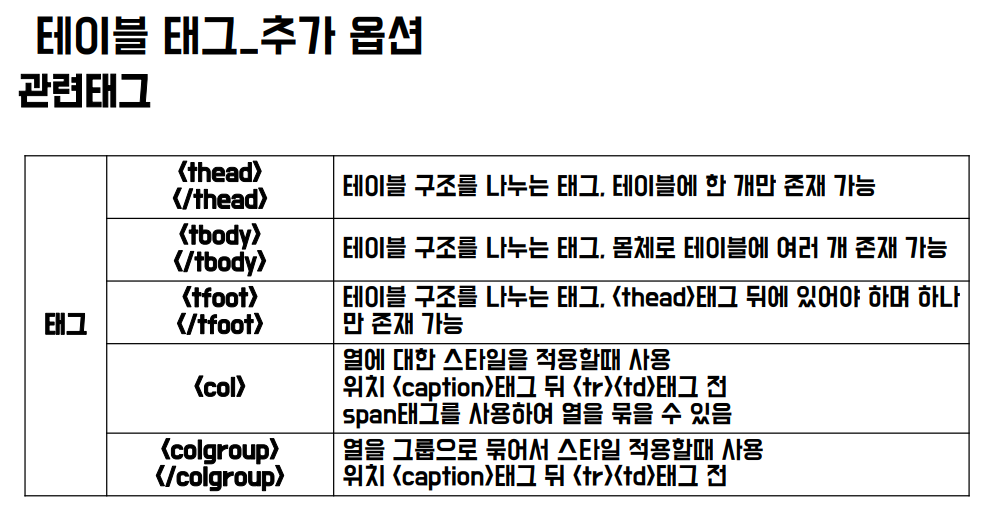 테이블 태그_추가 옵션
관련태그
태그
<thead>
</thead>
테이블 구조를 나누는 태그, 테이블에 한 개만 존재 가능
<tbody>
</tbody>
테이블 구조를 나누는 태그, 몸체로 테이블에 여러 개 존재 가능
<tfoot>
</tfoot>
테이블 구조를 나누는 태그, <thead>태그 뒤에 있어야 하며 하나
만 존재 가능
<col>
열에 대한 스타일을 적용할때 사용
위치 <caption>태그 뒤 <tr><td>태그 전
span태그를 사용하여 열을 묶을 수 있음
<colgroup>
</colgroup>
열을 그룹으로 묶어서 스타일 적용할때 사용
위치 <caption>태그 뒤 <tr><td>태그 전